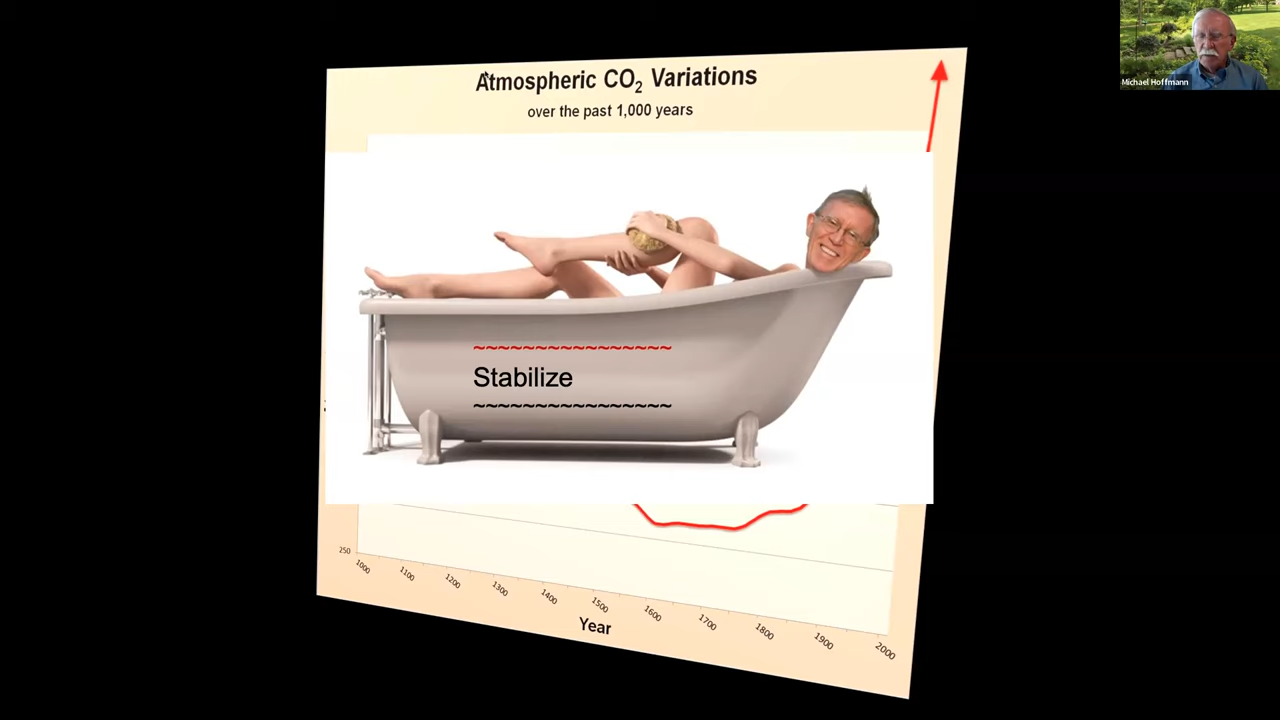 Atmospheric CO₂ Variations
over the past 1,000 years
Michael Hoffmann
~~~~~~~~~~~~~~~~
Stabilize
~~~~~~~~~~~~~~~~
250
1000
1100
1200
1300
1400
1500
1600
1700
1800
1900
2000
Year